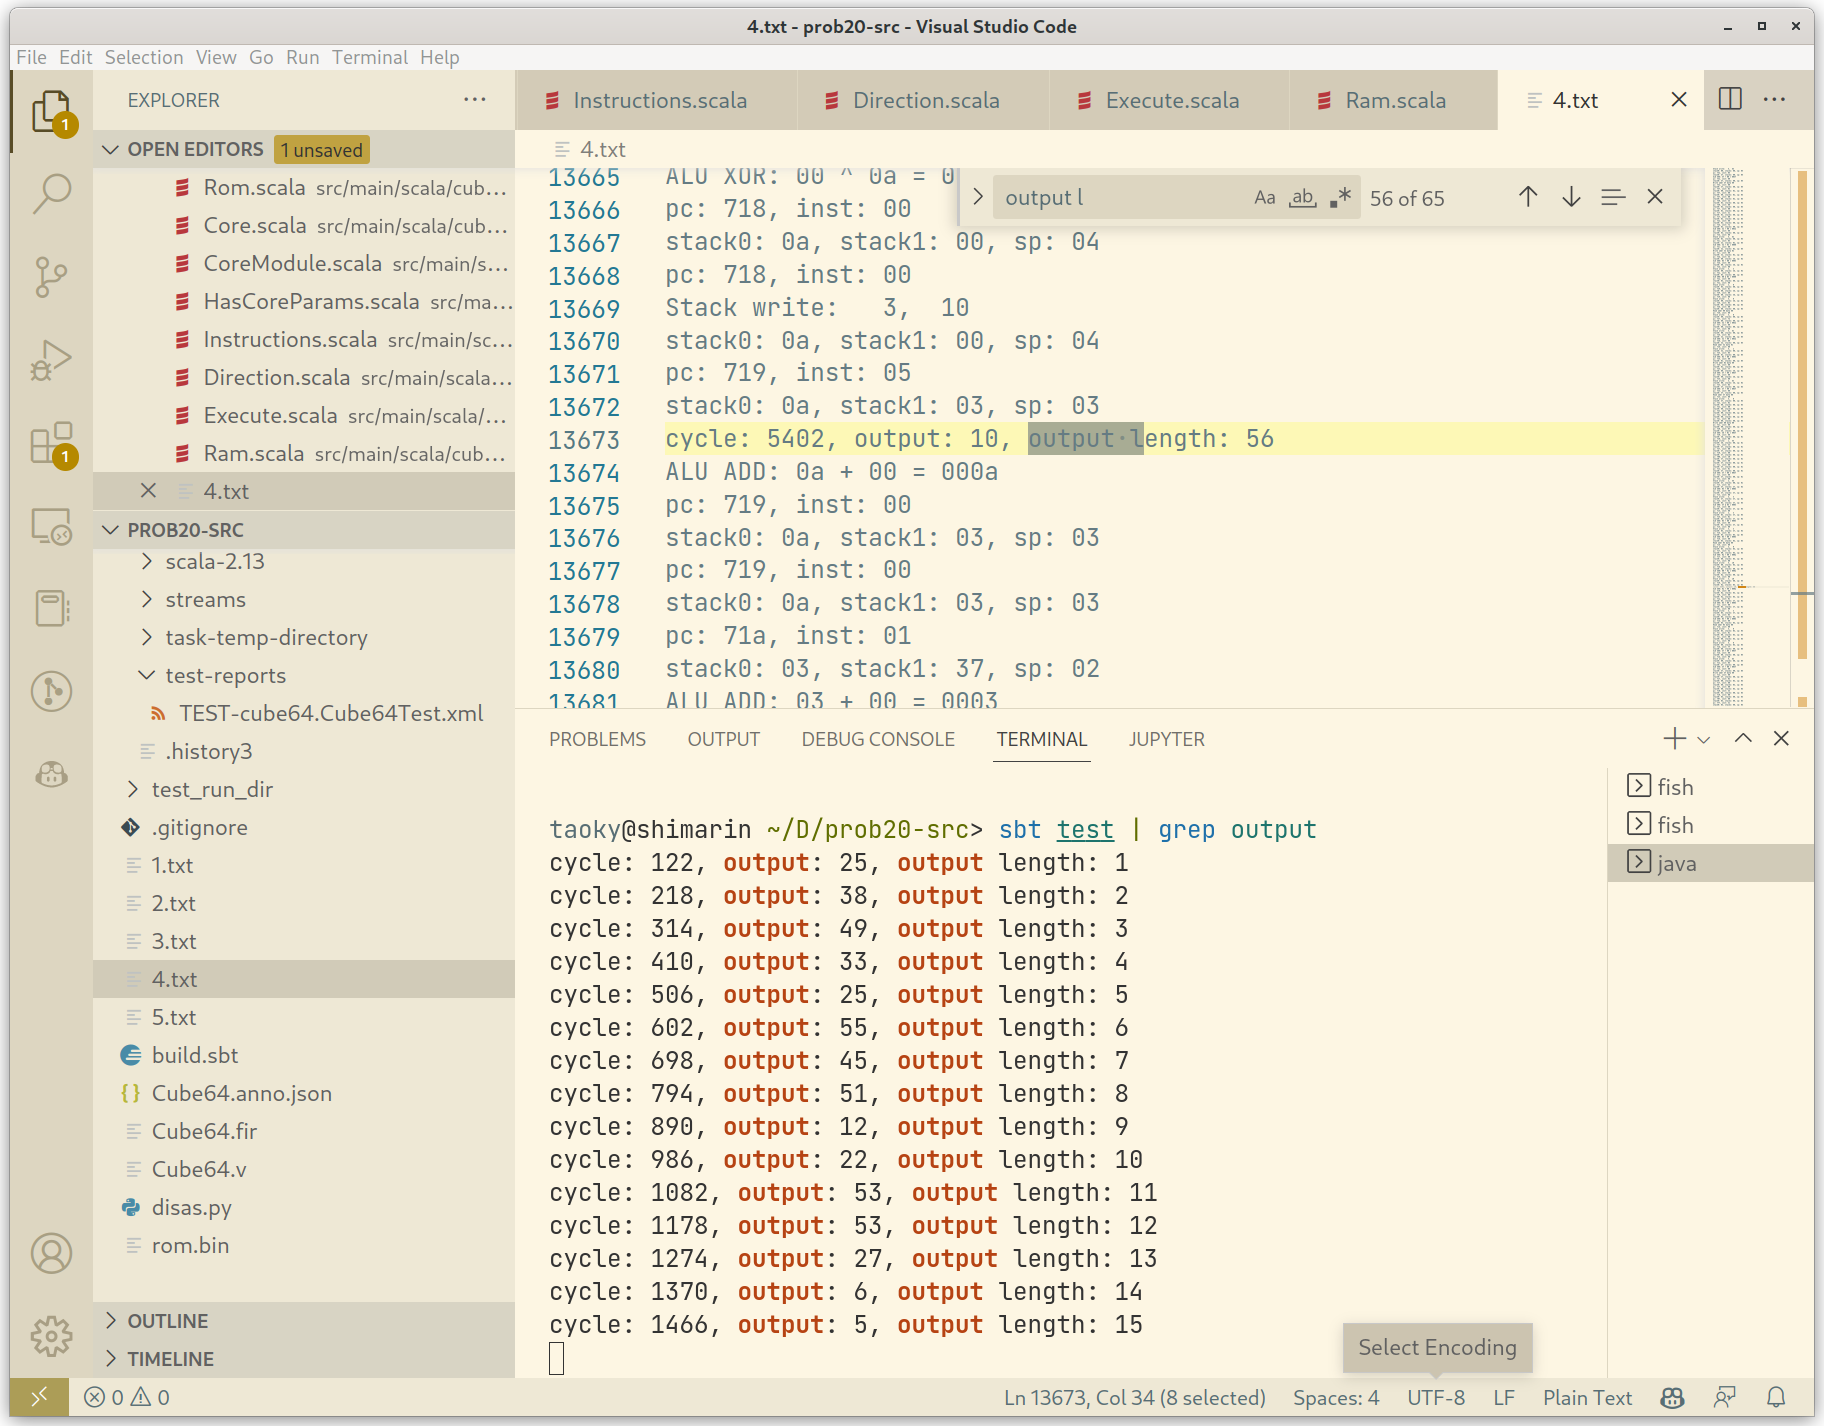 4.txt - prob20-src - Visual Studio Code
File Edit Selection View Go Run Terminal Help
EXPLORER
1
OPEN EDITORS 1 unsaved
Rom.scala src/main/scala/cub...
Core.scala src/main/scala/cub...
CoreModule.scala src/main/s...
HasCoreParams.scala src/ma...
Instructions.scala src/main/sc...
Direction.scala src/main/scala...
Execute.scala src/main/scala/...
1
Ram.scala src/main/scala/cub...
4.txt
PROB20-SRC
scala-2.13
streams
task-temp-directory
test-reports
TEST-cube64.Cube64Test.xml
.history3
test_run_dir
.gitignore
1.txt
2.txt
3.txt
4.txt
5.txt
build.sbt
Cube64.anno.json
Cube64.fir
Cube64.v
disas.py
rom.bin
OUTLINE
TIMELINE
Instructions.scala Direction.scala Execute.scala Ram.scala 4.txt
4.txt
output l Aa ab 56 of 65
13665 ALU XOR: 00 ^ 0a = 0
13666 pc: 718, inst: 00
13667 stack0: 0a, stack1: 00, sp: 04
13668 pc: 718, inst: 00
13669 Stack write:   3,  10
13670 stack0: 0a, stack1: 00, sp: 04
13671 pc: 719, inst: 05
13672 stack0: 0a, stack1: 03, sp: 03
13673 cycle: 5402, output: 10, output·length: 56
13674 ALU ADD: 0a + 00 = 000a
13675 pc: 719, inst: 00
13676 stack0: 0a, stack1: 03, sp: 03
13677 pc: 719, inst: 00
13678 stack0: 0a, stack1: 03, sp: 03
13679 pc: 71a, inst: 01
13680 stack0: 03, stack1: 37, sp: 02
13681 ALU ADD: 03 + 00 = 0003
PROBLEMS OUTPUT DEBUG CONSOLE TERMINAL JUPYTER
taoky@shimarin ~/D/prob20-src> sbt test | grep output
cycle: 122, output: 25, output length: 1
cycle: 218, output: 38, output length: 2
cycle: 314, output: 49, output length: 3
cycle: 410, output: 33, output length: 4
cycle: 506, output: 25, output length: 5
cycle: 602, output: 55, output length: 6
cycle: 698, output: 45, output length: 7
cycle: 794, output: 51, output length: 8
cycle: 890, output: 12, output length: 9
cycle: 986, output: 22, output length: 10
cycle: 1082, output: 53, output length: 11
cycle: 1178, output: 53, output length: 12
cycle: 1274, output: 27, output length: 13
cycle: 1370, output: 6, output length: 14
cycle: 1466, output: 5, output length: 15
fish
fish
java
Select Encoding
0 0 Ln 13673, Col 34 (8 selected) Spaces: 4 UTF-8 LF Plain Text